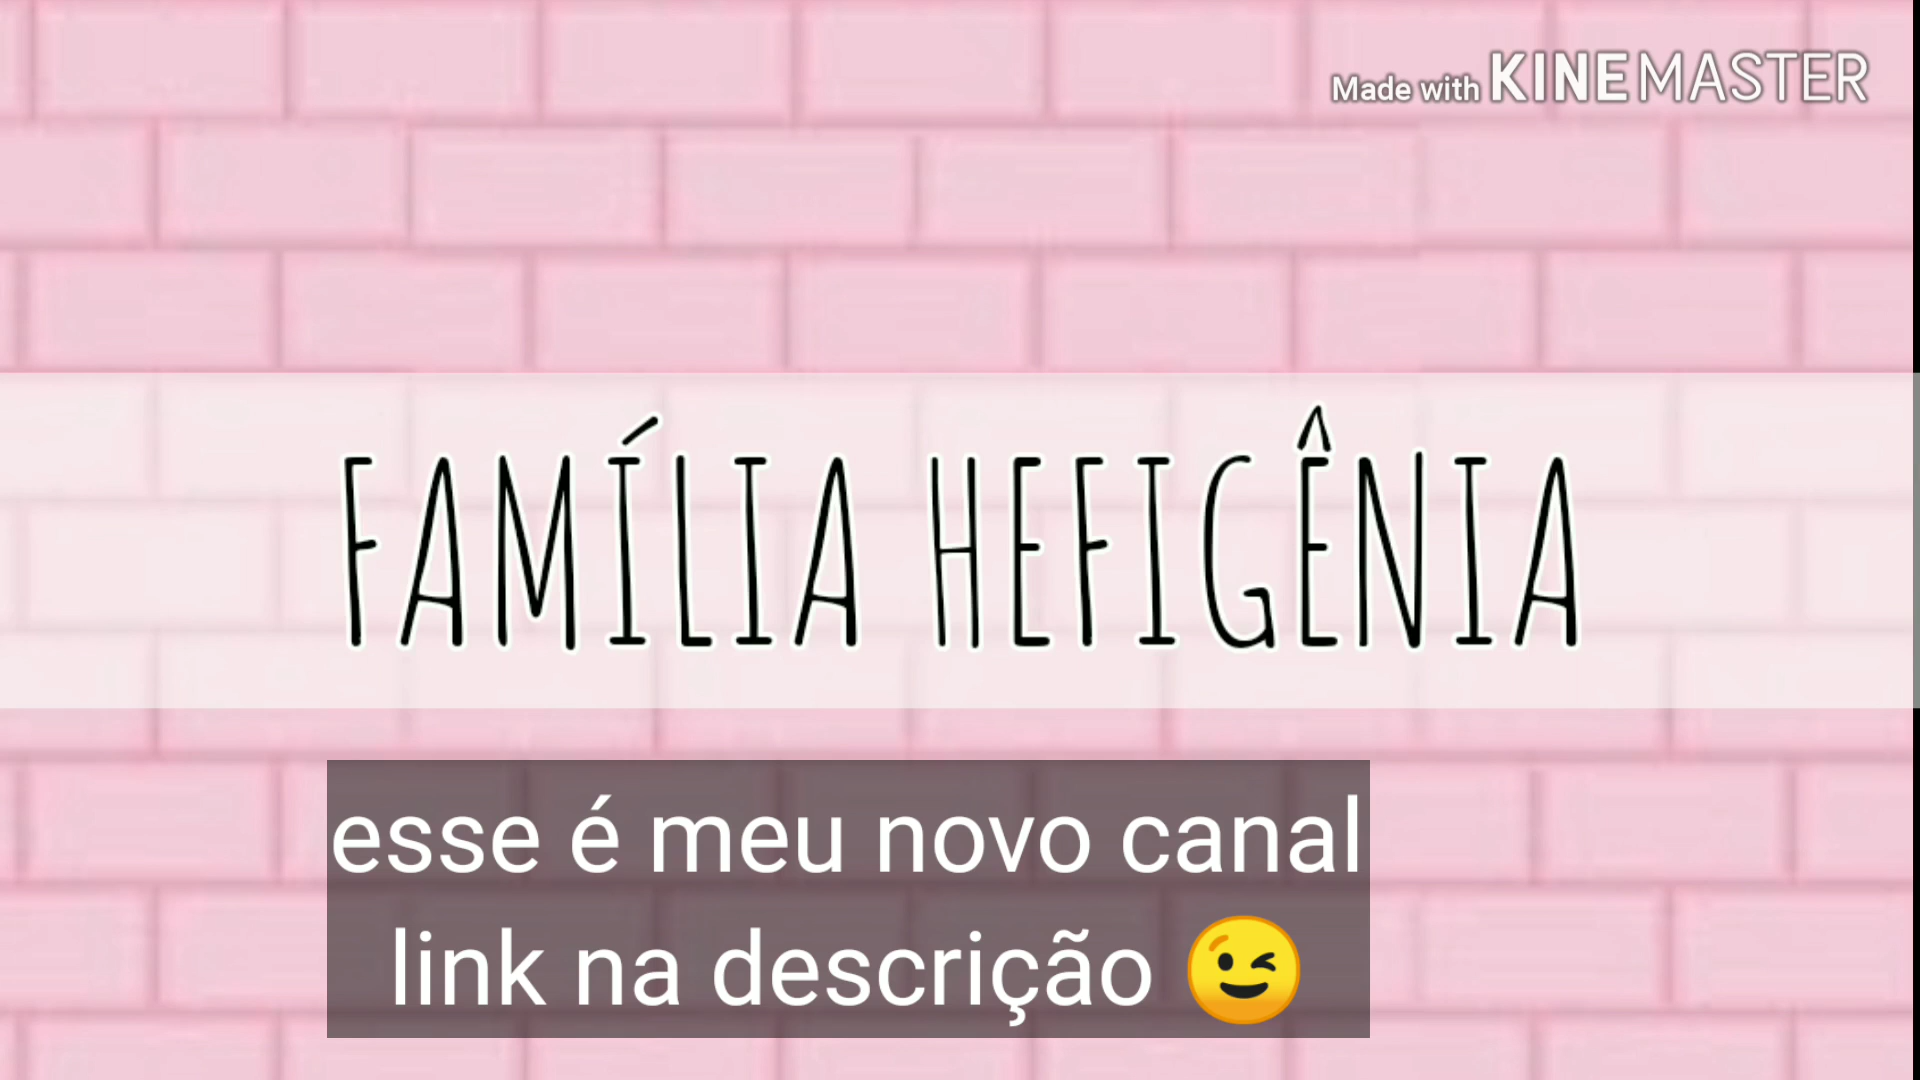 Made with KINEMASTER
FAMÍLIA HEFIGÊNIA
esse é meu novo canal
link na descrição 😉